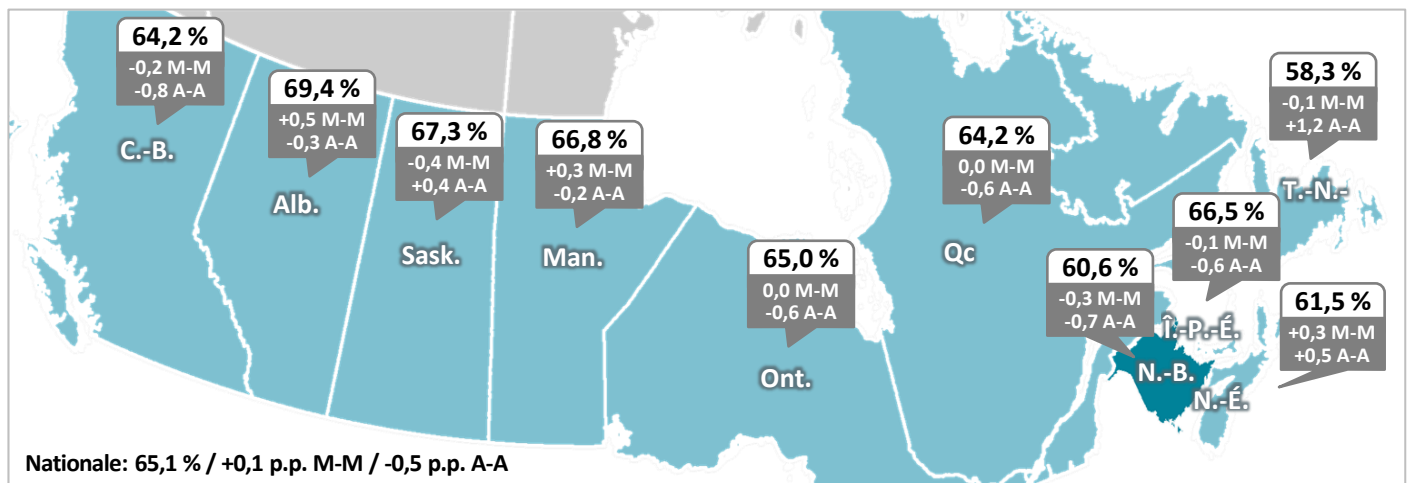 64,2 %
-0,2 M-M
-0,8 A-A
C.-B.
69,4 %
+0,5 M-M
-0,3 A-A
Alb.
67,3 %
-0,4 M-M
+0,4 A-A
Sask.
66,8 %
+0,3 M-M
-0,2 A-A
Man.
65,0 %
0,0 M-M
-0,6 A-A
Ont.
64,2 %
0,0 M-M
-0,6 A-A
Qc
58,3 %
-0,1 M-M
+1,2 A-A
T.-N.-
66,5 %
-0,1 M-M
-0,6 A-A
Î.-P.-É.
60,6 %
-0,3 M-M
-0,7 A-A
N.-B.
61,5 %
+0,3 M-M
+0,5 A-A
N.-É.
Nationale: 65,1 % / +0,1 p.p. M-M / -0,5 p.p. A-A